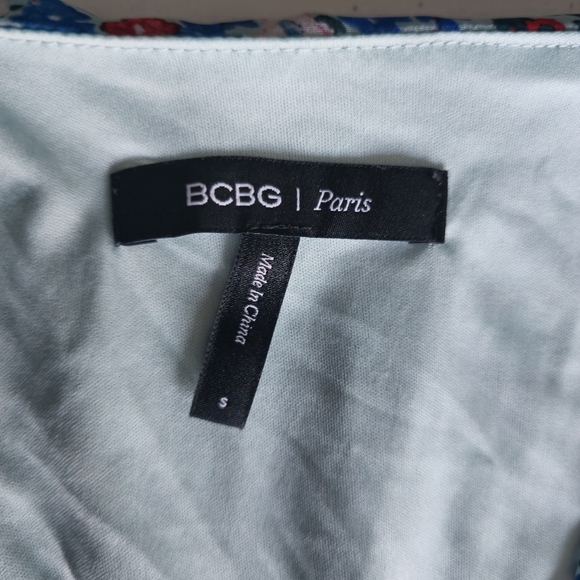 BCBG | Paris
Made In China
S